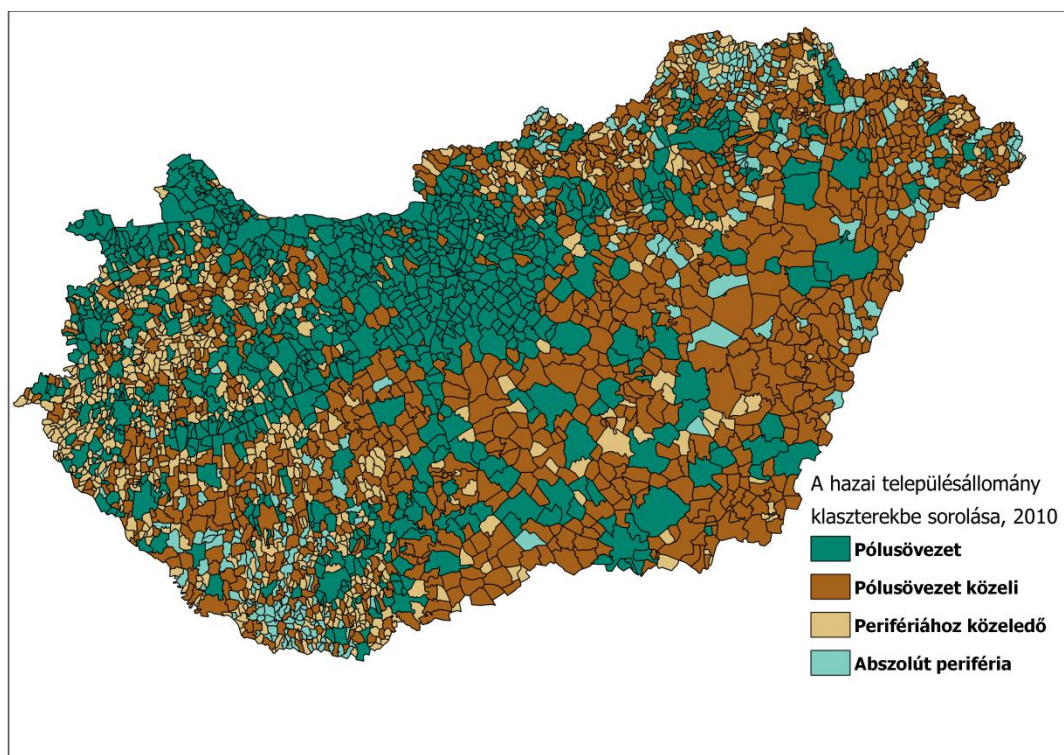 A hazai településállomány
klaszterekbe sorolása, 2010
Pólusövezet
Pólusövezet közeli
Perifériához közeledő
Abszolút periféria